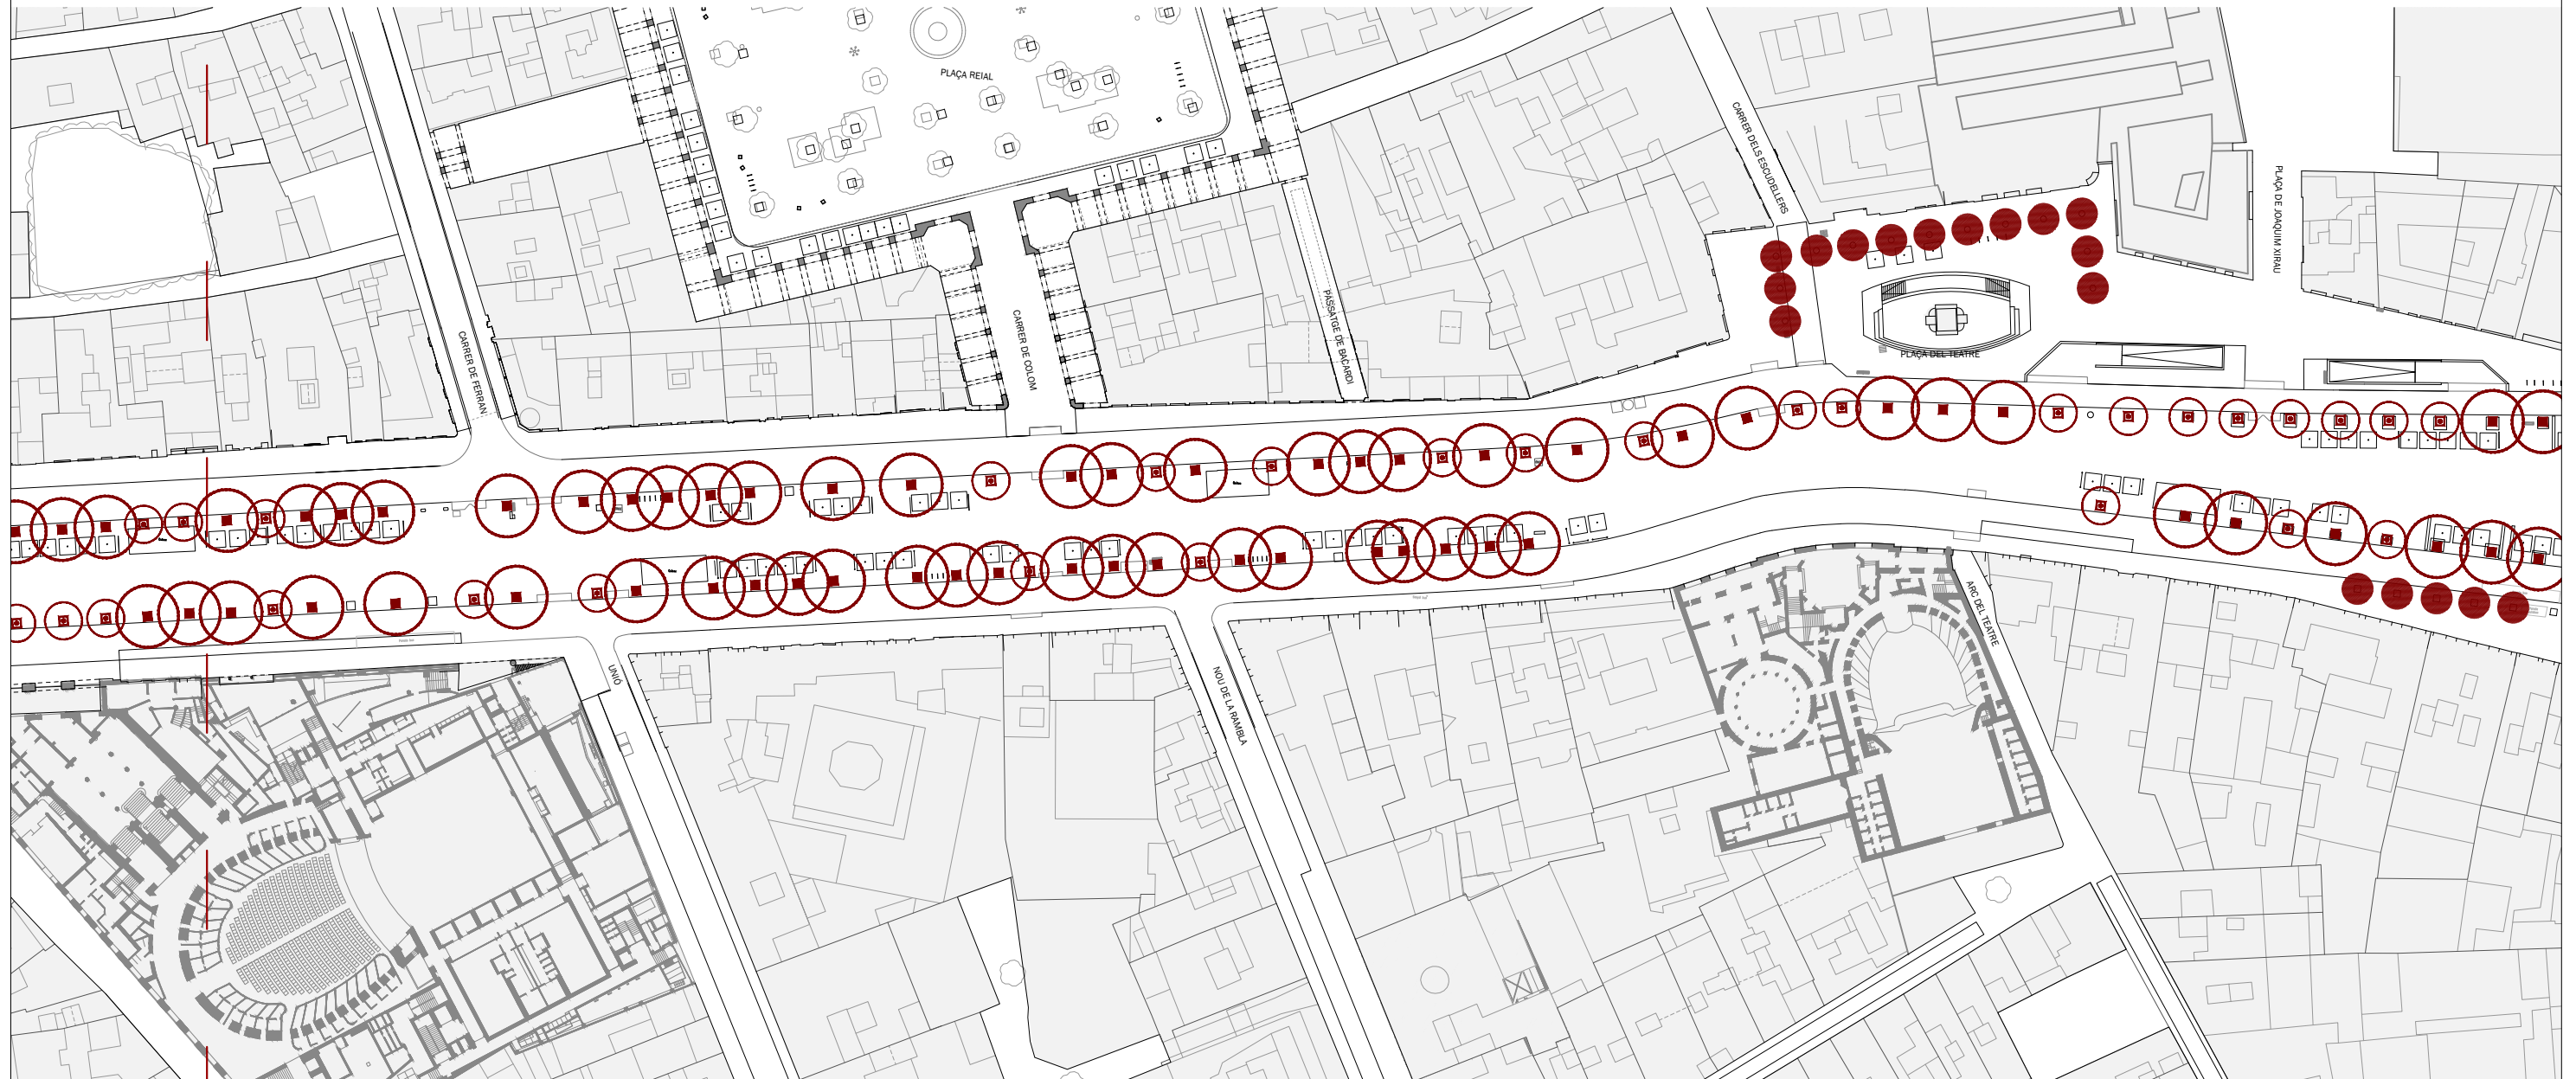 PLAÇA REIAL
CARRER DELS ESCUDELLERS
PLAÇA DE JOAQUIM XIRAU
CARRER DE FERRAN
CARRER DE COLOM
PASSATGE DE BACARDÍ
PLAÇA DEL TEATRE
UNIÓ
NOU DE LA RAMBLA
ARC DEL TEATRE